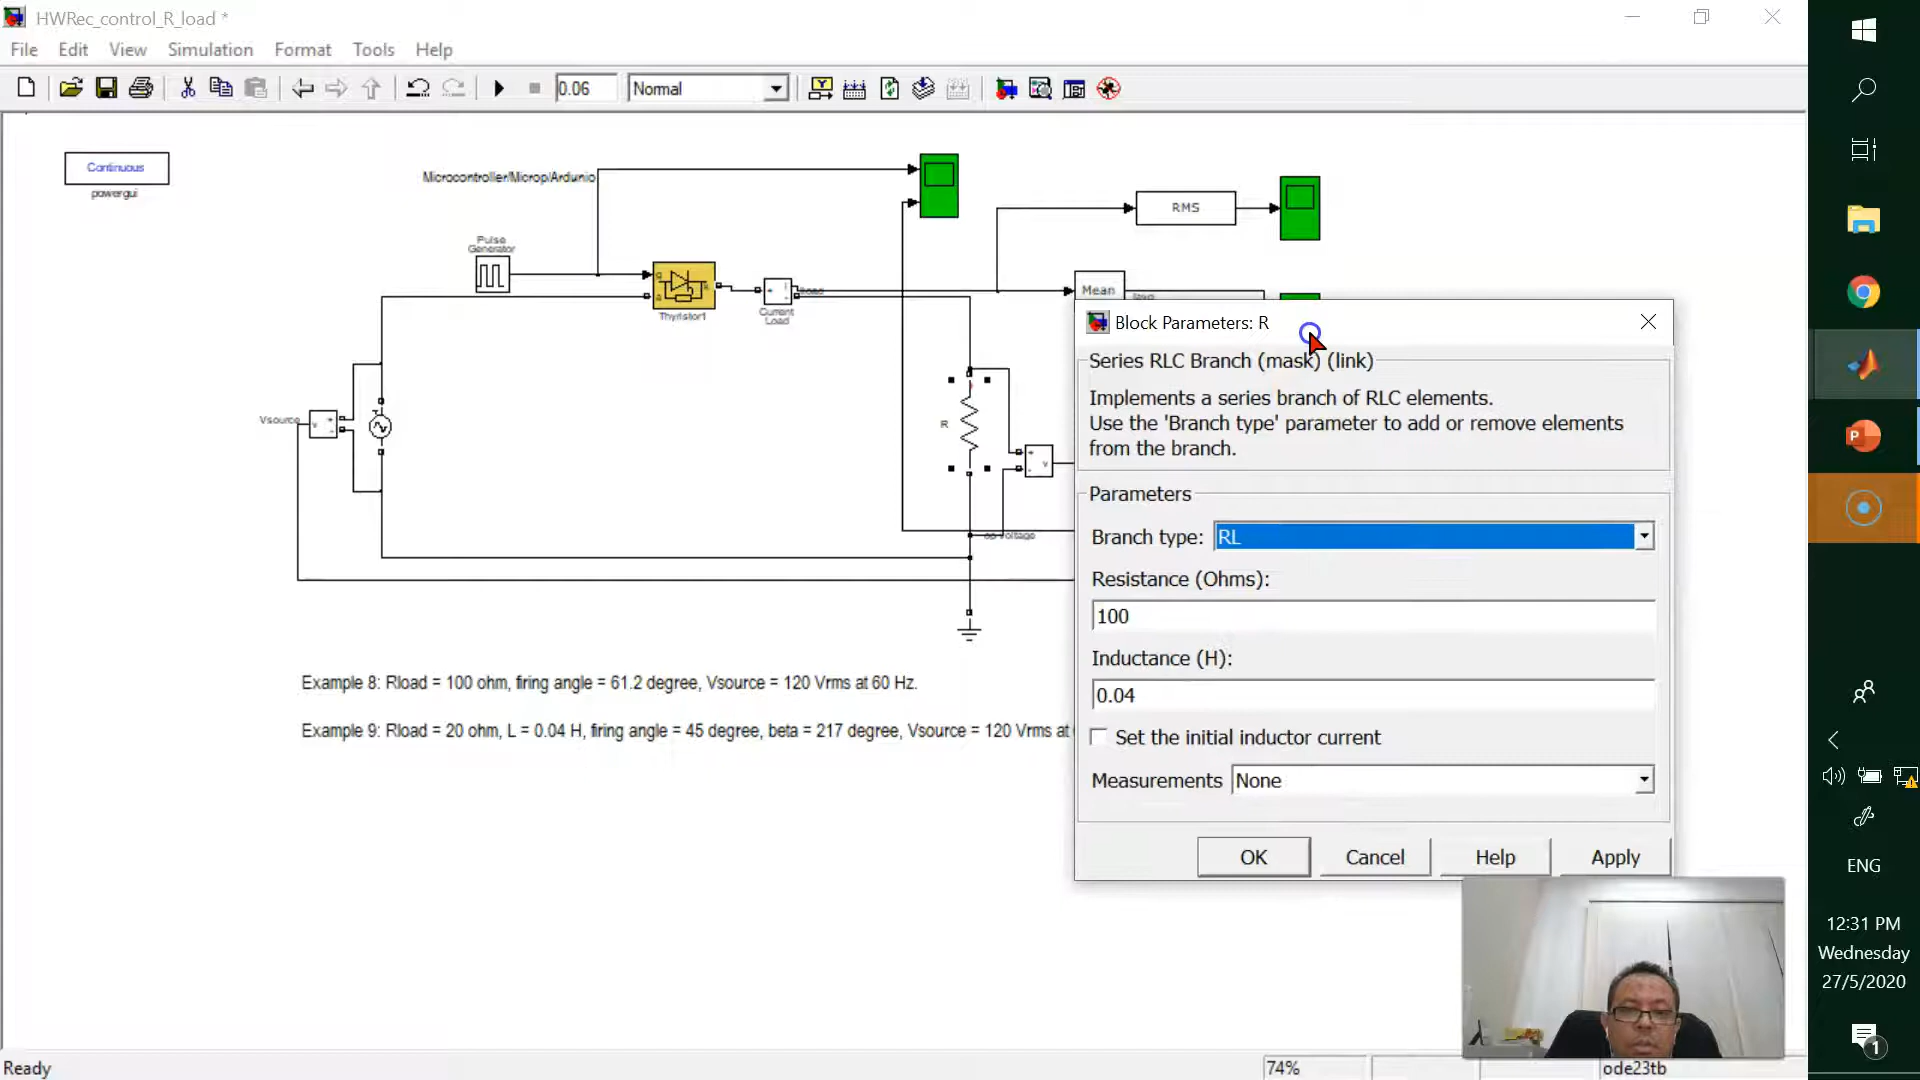 HWRec_control_R_load *
File Edit View Simulation Format Tools Help
0.06
Normal
Continuous
powergui
Microcontroller/Microp/Ardunio
Pulse
Generator
g
a
k
Thyristor1
Current
Load
RMS
Mean
Vsource
v
R
v
op voltage
Example 8: Rload = 100 ohm, firing angle = 61.2 degree, Vsource = 120 Vrms at 60 Hz.
Example 9: Rload = 20 ohm, L = 0.04 H, firing angle = 45 degree, beta = 217 degree, Vsource = 120 Vrms at
Block Parameters: R
Series RLC Branch (mask) (link)
Implements a series branch of RLC elements.
Use the 'Branch type' parameter to add or remove elements
from the branch.
Parameters
Branch type: RL
Resistance (Ohms):
100
Inductance (H):
0.04
Set the initial inductor current
Measurements None
OK Cancel Help Apply
Ready
74%
ode23tb
P
ENG
12:31 PM
Wednesday
27/5/2020
1